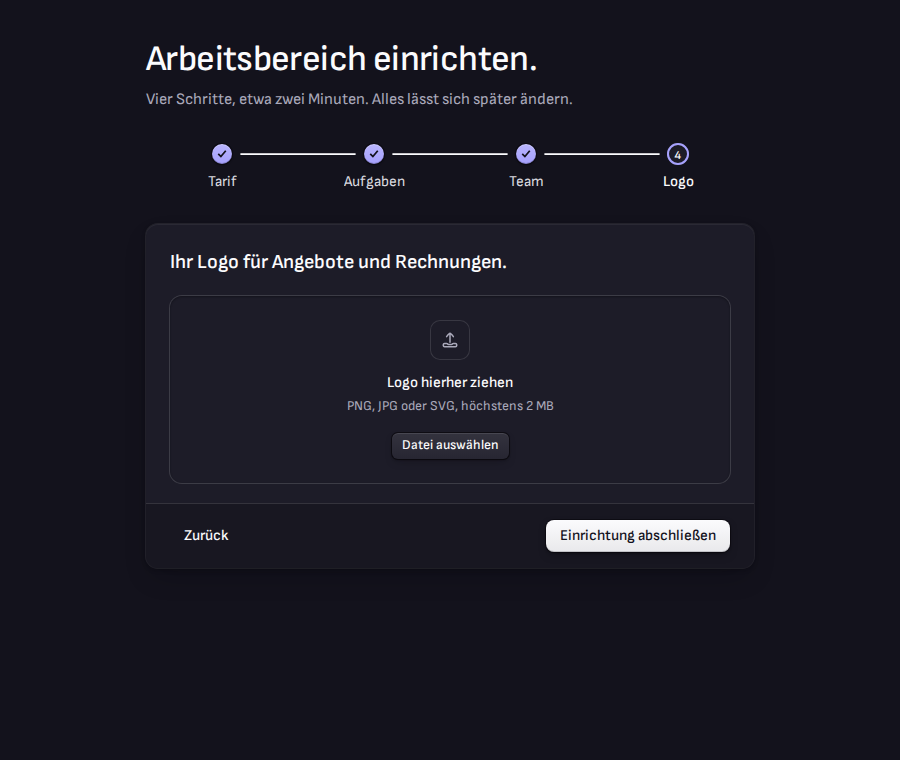 Arbeitsbereich einrichten.
Vier Schritte, etwa zwei Minuten. Alles lässt sich später ändern.
4
Tarif Aufgaben Team Logo
Ihr Logo für Angebote und Rechnungen.
Logo hierher ziehen
PNG, JPG oder SVG, höchstens 2 MB
Datei auswählen
Zurück Einrichtung abschließen